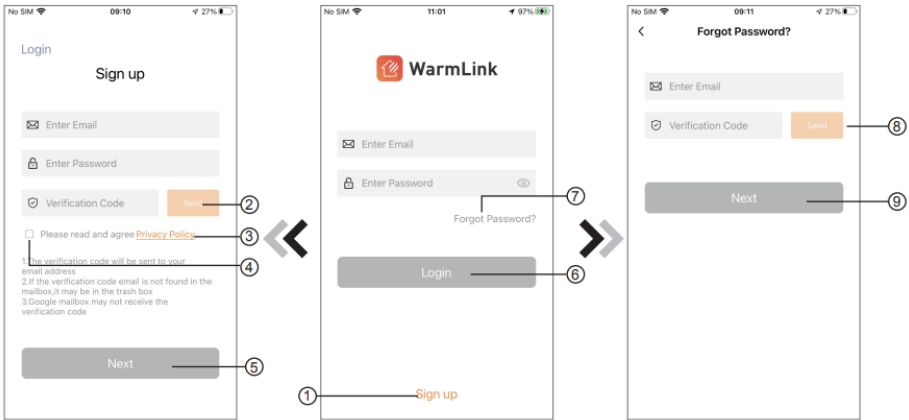 No SIM 09:10 27%
Login
Sign up
Enter Email
Enter Password
Verification Code Send
Please read and agree Privacy Policy
1.The verification code will be sent to your
email address
2.If the verification code email is not found in the
mailbox,it may be in the trash box
3.Google mailbox may not receive the
verification code
Next
2
3
4
5
No SIM 11:01 97%
WarmLink
Enter Email
Enter Password
Forgot Password?
Login
Sign up
7
6
1
No SIM 09:11 27%
Forgot Password?
Enter Email
Verification Code Send
Next
8
9